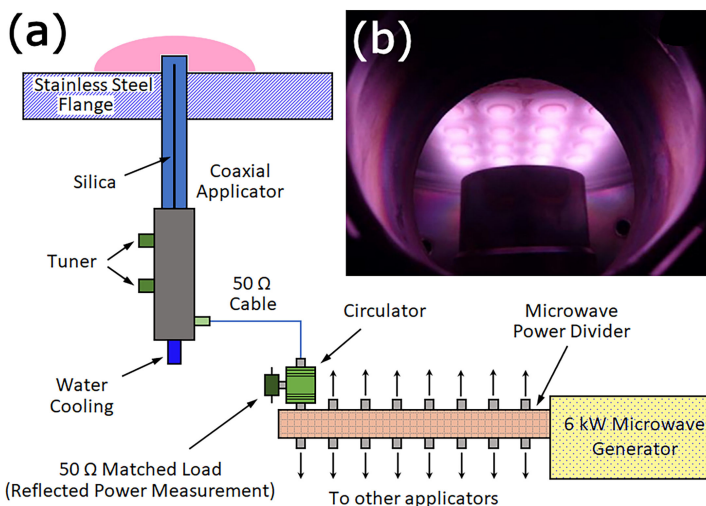 (a)
(b)
Stainless Steel
Flange
Silica
Coaxial
Applicator
Tuner
50 Ω
Cable
Circulator
Microwave
Power Divider
Water
Cooling
6 kW Microwave
Generator
50 Ω Matched Load
(Reflected Power Measurement)
To other applicators